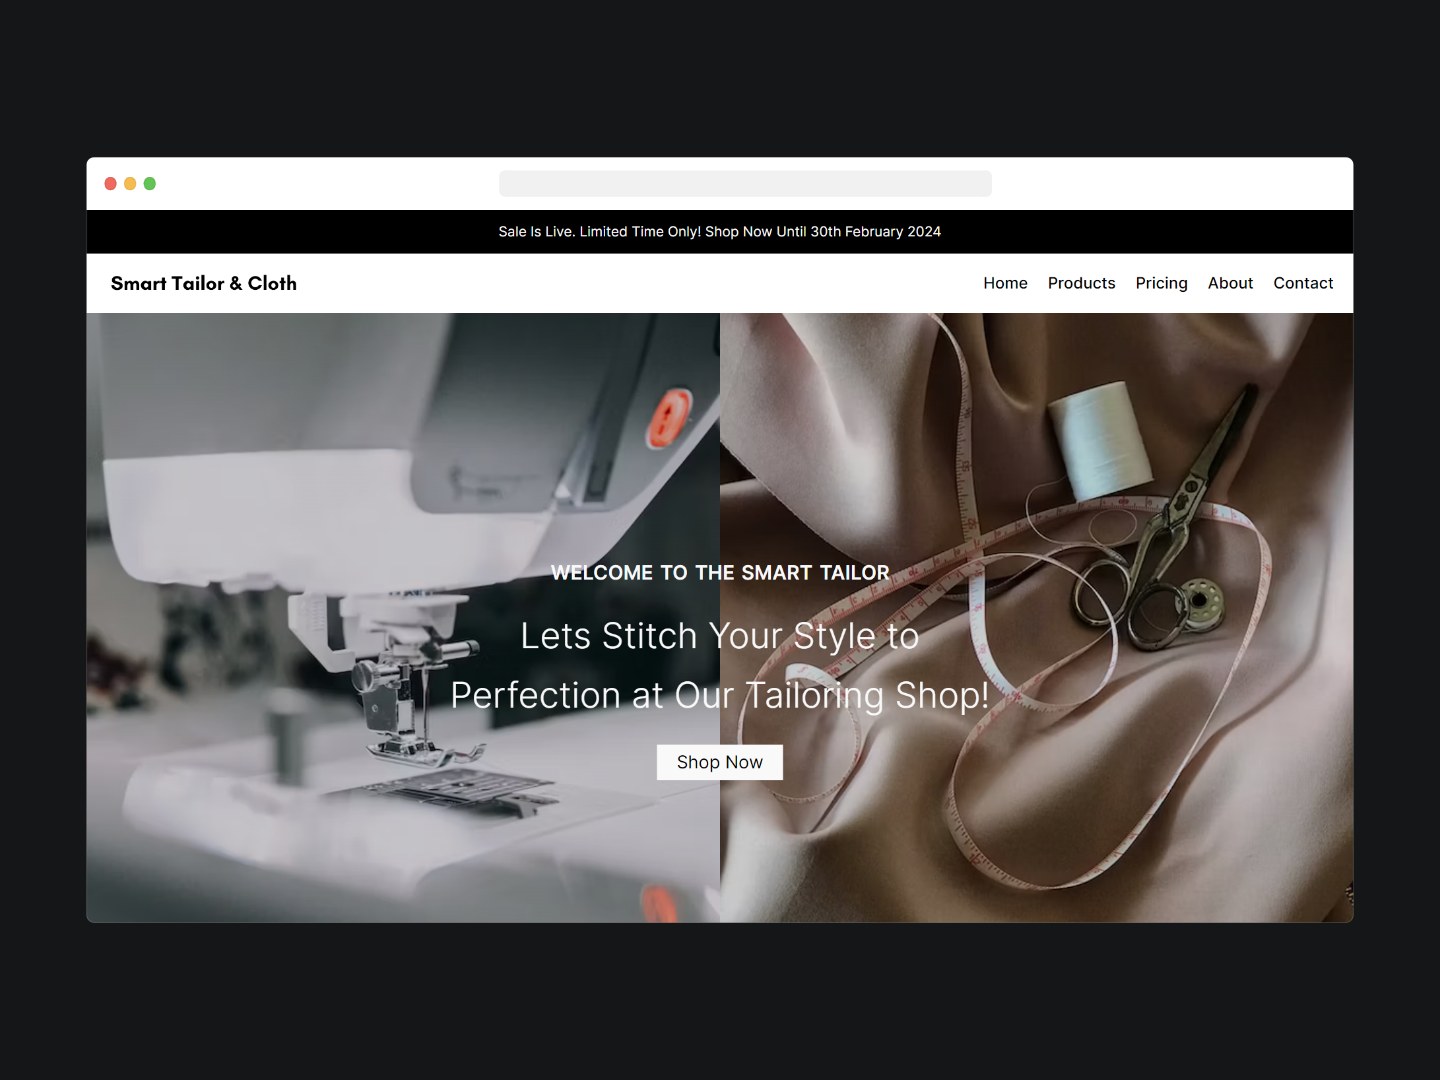 Sale Is Live. Limited Time Only! Shop Now Until 30th February 2024
Smart Tailor & Cloth
Home Products Pricing About Contact
WELCOME TO THE SMART TAILOR
Lets Stitch Your Style to
Perfection at Our Tailoring Shop!
Shop Now